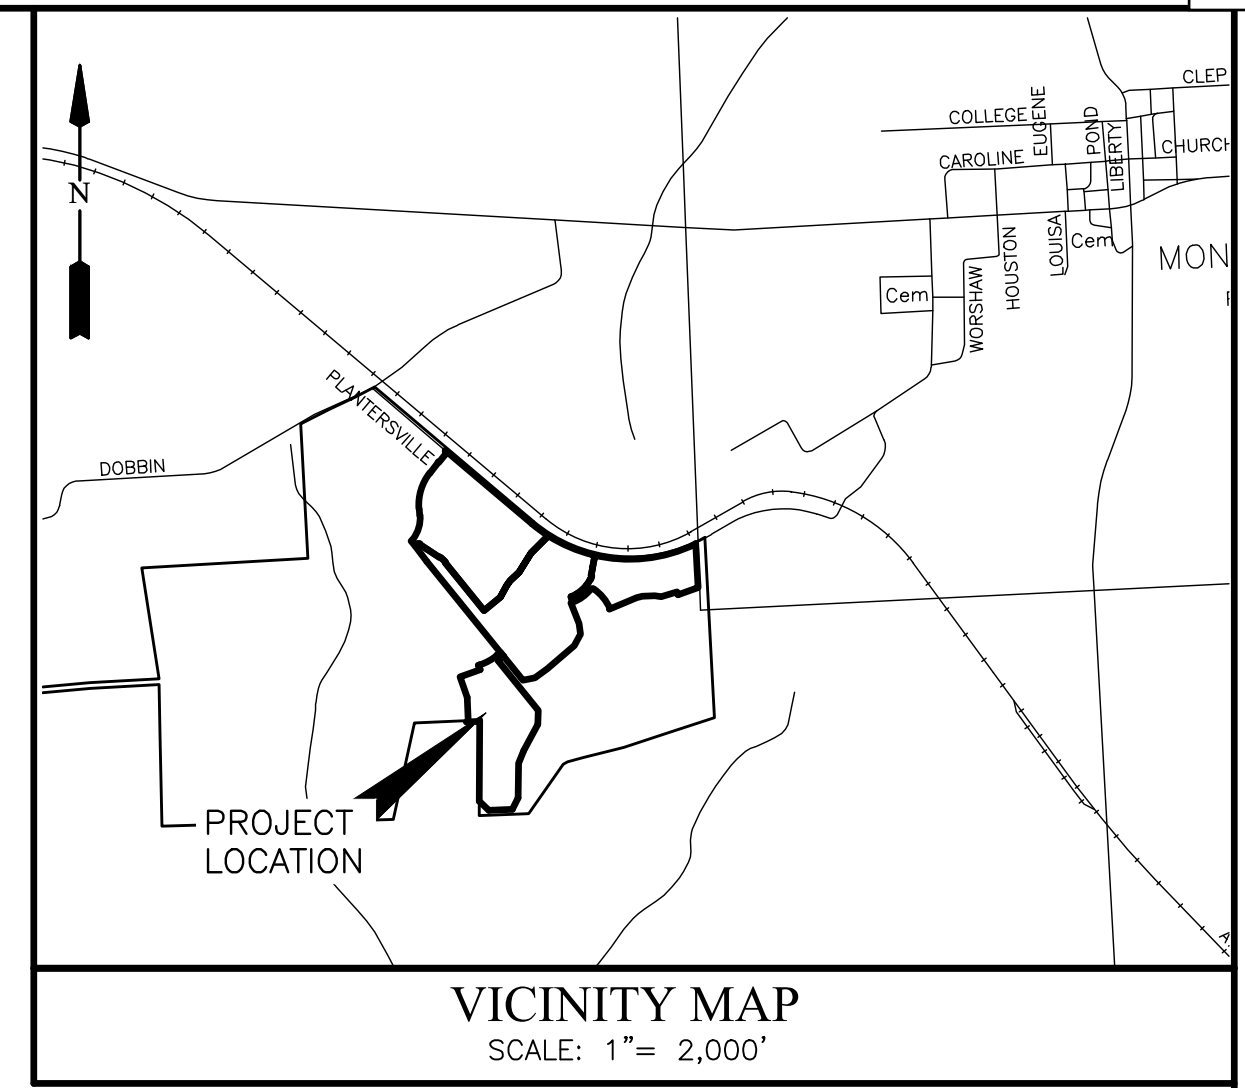 CLEP
COLLEGE
EUGENE
POND
LIBERTY
CHURCH
CAROLINE
N
LOUISA
Cem
HOUSTON
MON
WORSHAW
Cem
PLANTERSVILLE
DOBBIN
PROJECT
LOCATION
A
VICINITY MAP
SCALE: 1"= 2,000'